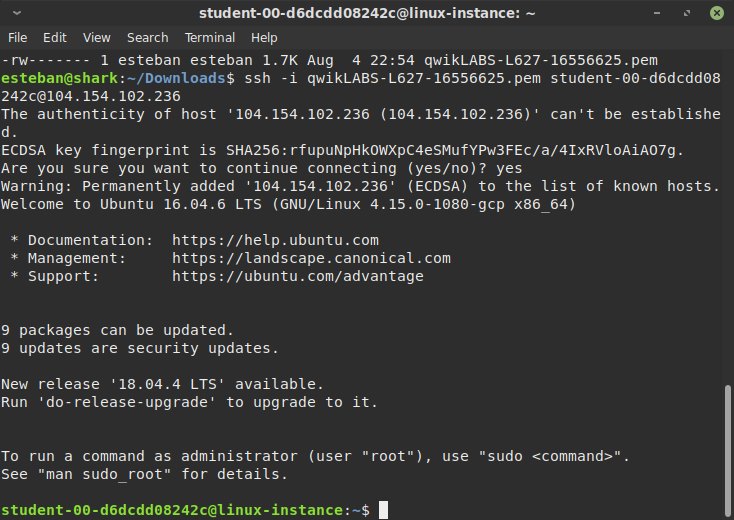 student-00-d6dcdd08242c@linux-instance: ~
File Edit View Search Terminal Help
-rw------- 1 esteban esteban 1.7K Aug  4 22:54 qwikLABS-L627-16556625.pem
esteban@shark:~/Downloads$ ssh -i qwikLABS-L627-16556625.pem student-00-d6dcdd08
242c@104.154.102.236
The authenticity of host '104.154.102.236 (104.154.102.236)' can't be establishe
d.
ECDSA key fingerprint is SHA256:rfupuNpHkOWXpC4eSMufYPw3FEc/a/4IxRVloAiAO7g.
Are you sure you want to continue connecting (yes/no)? yes
Warning: Permanently added '104.154.102.236' (ECDSA) to the list of known hosts.
Welcome to Ubuntu 16.04.6 LTS (GNU/Linux 4.15.0-1080-gcp x86_64)
* Documentation:  https://help.ubuntu.com
* Management:     https://landscape.canonical.com
* Support:        https://ubuntu.com/advantage
9 packages can be updated.
9 updates are security updates.
New release '18.04.4 LTS' available.
Run 'do-release-upgrade' to upgrade to it.
To run a command as administrator (user "root"), use "sudo <command>".
See "man sudo_root" for details.
student-00-d6dcdd08242c@linux-instance:~$